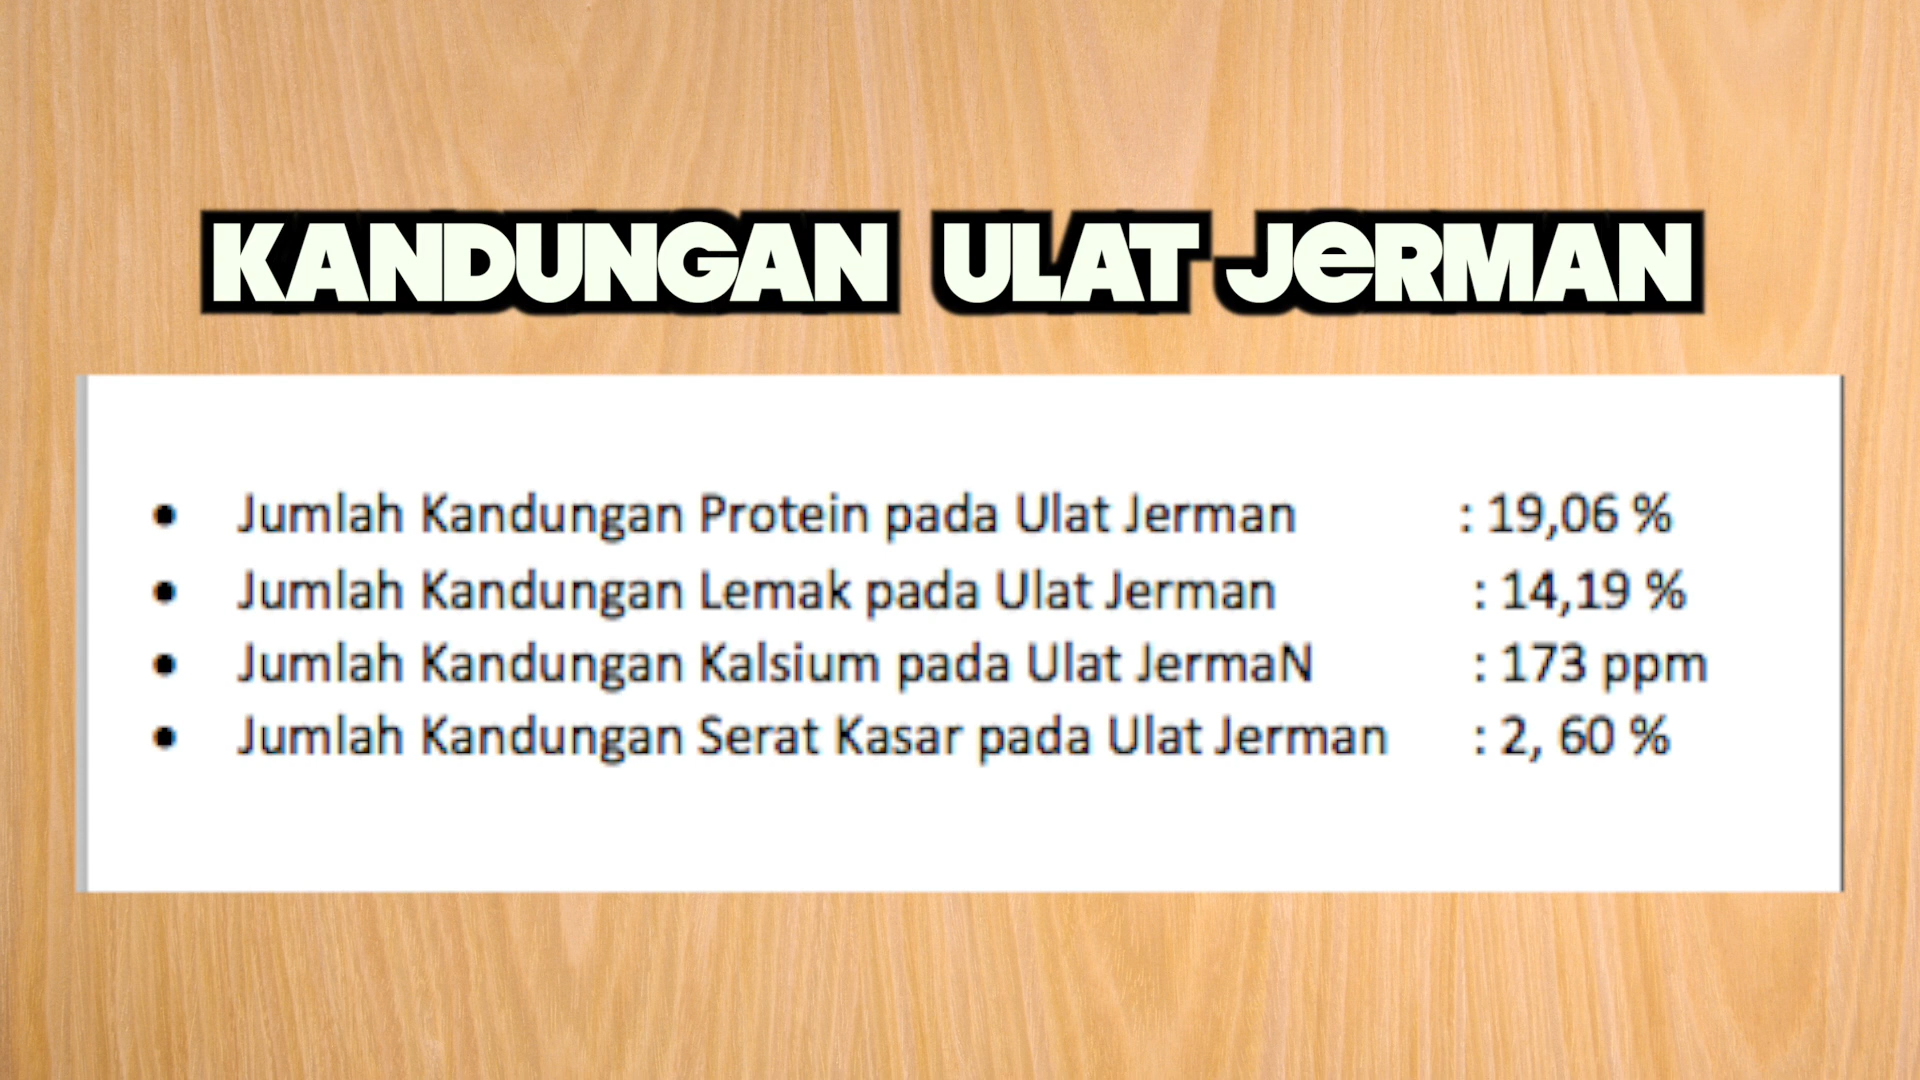 KANDUNGAN ULAT JeRMAN
• Jumlah Kandungan Protein pada Ulat Jerman : 19,06 %
• Jumlah Kandungan Lemak pada Ulat Jerman : 14,19 %
• Jumlah Kandungan Kalsium pada Ulat JermaN : 173 ppm
• Jumlah Kandungan Serat Kasar pada Ulat Jerman : 2, 60 %